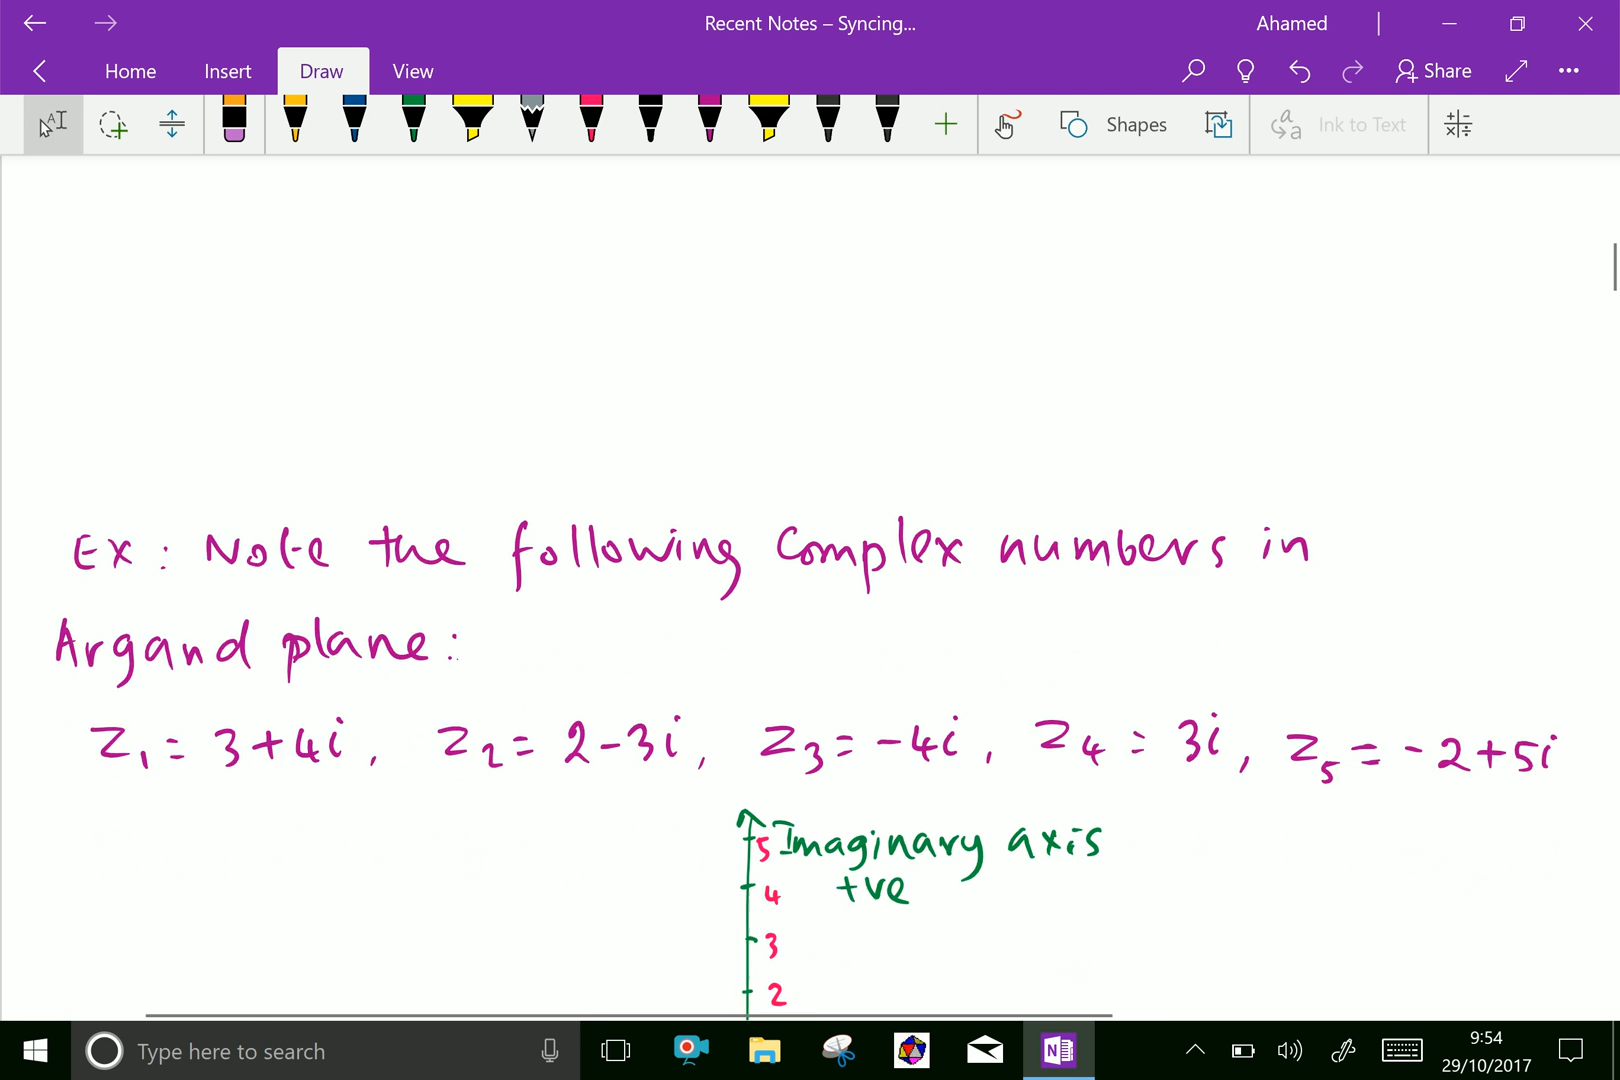 Recent Notes – Syncing...
Ahamed
Home Insert Draw View
Share
Shapes
Ink to Text
Ex: Note the following Complex numbers in
Argand plane:
Z₁ = 3+4i, Z₂ = 2-3i, Z₃ = -4i, Z₄ = 3i, Z₅ = -2+5i
5 Imaginary axis
4 +ve
3
2
Type here to search
9:54
29/10/2017